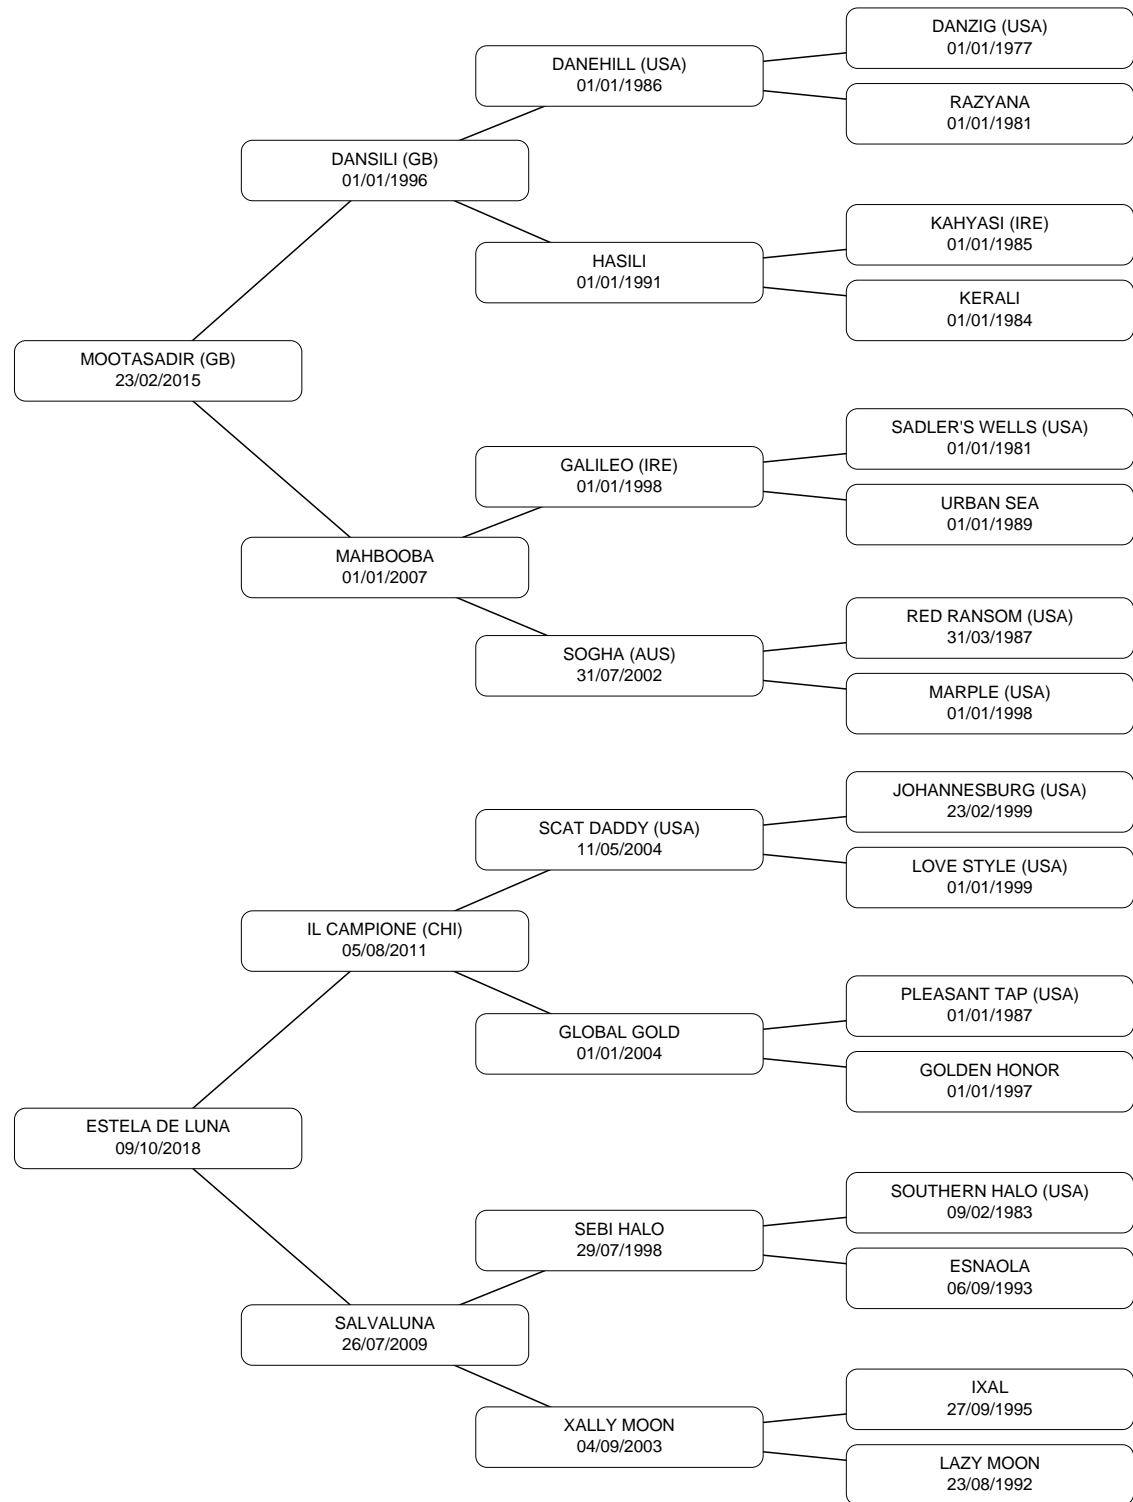 DANZIG (USA)
01/01/1977
DANEHILL (USA)
01/01/1986
RAZYANA
01/01/1981
DANSILI (GB)
01/01/1996
KAHYASI (IRE)
01/01/1985
HASILI
01/01/1991
KERALI
01/01/1984
MOOTASADIR (GB)
23/02/2015
SADLER'S WELLS (USA)
01/01/1981
GALILEO (IRE)
01/01/1998
URBAN SEA
01/01/1989
MAHBOOBA
01/01/2007
RED RANSOM (USA)
31/03/1987
SOGHA (AUS)
31/07/2002
MARPLE (USA)
01/01/1998
JOHANNESBURG (USA)
23/02/1999
SCAT DADDY (USA)
11/05/2004
LOVE STYLE (USA)
01/01/1999
IL CAMPIONE (CHI)
05/08/2011
PLEASANT TAP (USA)
01/01/1987
GLOBAL GOLD
01/01/2004
GOLDEN HONOR
01/01/1997
ESTELA DE LUNA
09/10/2018
SOUTHERN HALO (USA)
09/02/1983
SEBI HALO
29/07/1998
ESNAOLA
06/09/1993
SALVALUNA
26/07/2009
IXAL
27/09/1995
XALLY MOON
04/09/2003
LAZY MOON
23/08/1992